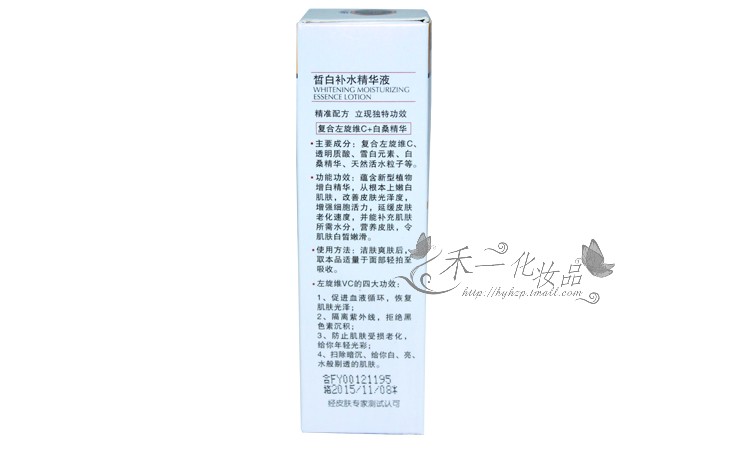 皙白补水精华液
WHITENING MOISTURIZING
ESSENCE LOTION
精准配方 立现独特功效
复合左旋维C+白桑精华
·主要成分：复合左旋维C、
透明质酸、雪白元素、白
桑精华、天然活水粒子等。
·功能功效：蕴含新型植物
增白精华，从根本上嫩白
肌肤，改善皮肤光泽度，
增强细胞活力，延缓皮肤
老化速度，并能补充肌肤
所需水分，营养皮肤，令
肌肤白皙嫩滑。
·使用方法：洁肤爽肤后，
取本品适量于面部轻拍至
吸收。
·左旋维VC的四大功效：
1、促进血液循环，恢复
肌肤光泽；
2、隔离紫外线，拒绝黑
色素沉积；
3、防止肌肤受损老化，
给你年轻光彩；
4、扫除暗沉、给你白、亮、
水般剔透的肌肤。
合FY00121195
2015/11/08
经皮肤专家测试认可
禾一化妆品
http://hyhzp.tmall.com